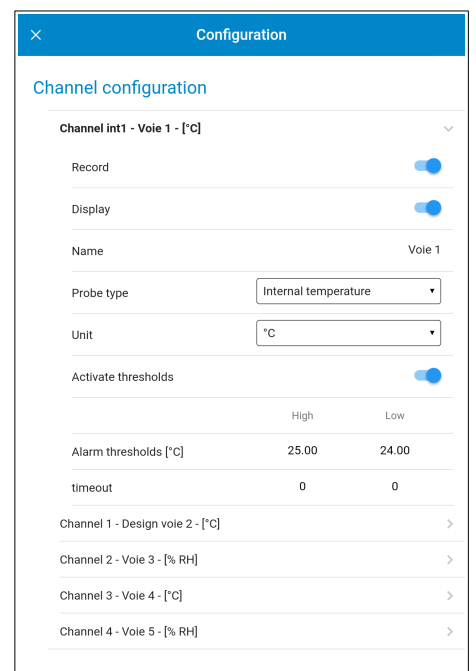 Configuration
Channel configuration
Channel int1 - Voie 1 - [°C]
Record
Display
Name Voie 1
Probe type Internal temperature
Unit °C
Activate thresholds
High Low
Alarm thresholds [°C] 25.00 24.00
timeout 0 0
Channel 1 - Design voie 2 - [°C]
Channel 2 - Voie 3 - [% RH]
Channel 3 - Voie 4 - [°C]
Channel 4 - Voie 5 - [% RH]